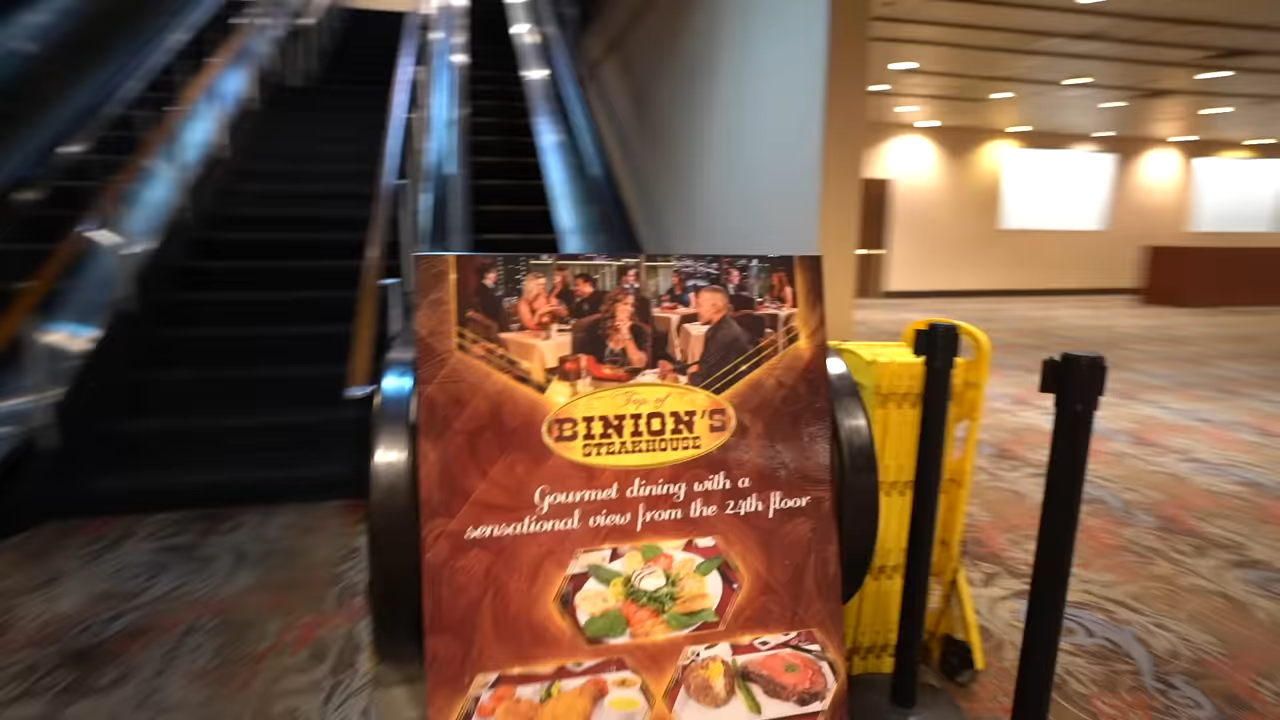 Top of
BINION'S
STEAKHOUSE
Gourmet dining with a
sensational view from the 24th floor